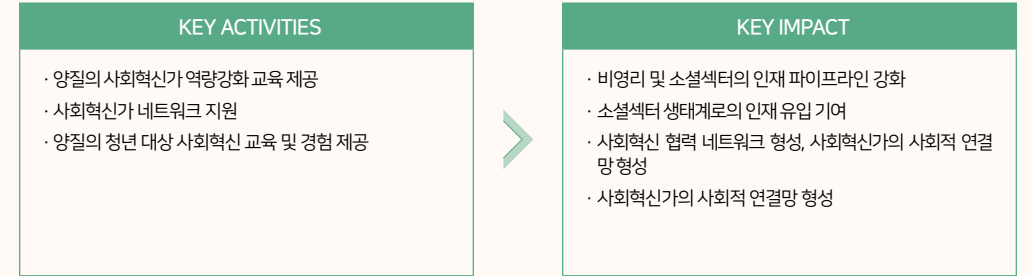 KEY ACTIVITIES
· 양질의 사회혁신가 역량강화 교육 제공
· 사회혁신가 네트워크 지원
· 양질의 청년 대상 사회혁신 교육 및 경험 제공
KEY IMPACT
· 비영리 및 소셜섹터의 인재 파이프라인 강화
· 소셜섹터 생태계로의 인재 유입 기여
· 사회혁신 협력 네트워크 형성, 사회혁신가의 사회적 연결
망 형성
· 사회혁신가의 사회적 연결망 형성